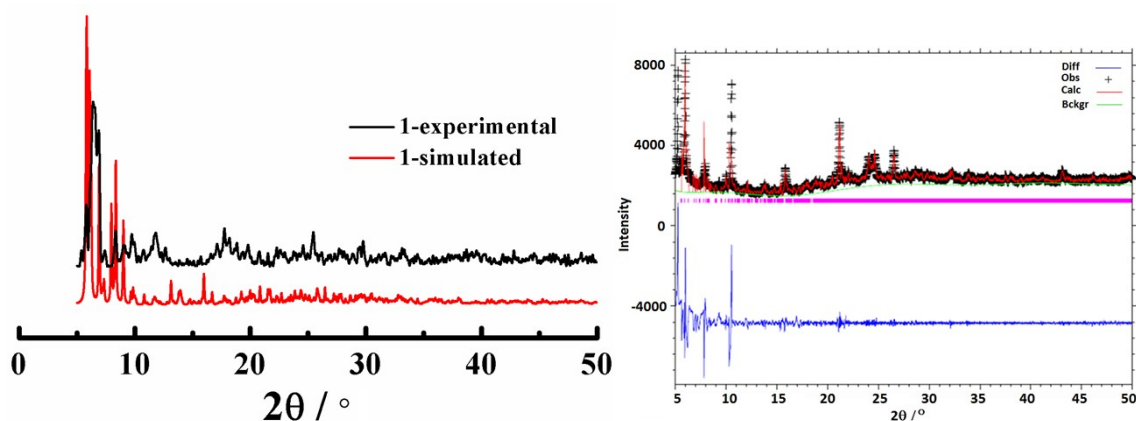 1-experimental
1-simulated
0 10 20 30 40 50
2θ / °
8000
4000
0
-4000
Intensity
Diff
Obs
Calc
Bckgr
5 10 15 20 25 30 35 40 45 50
2θ / °